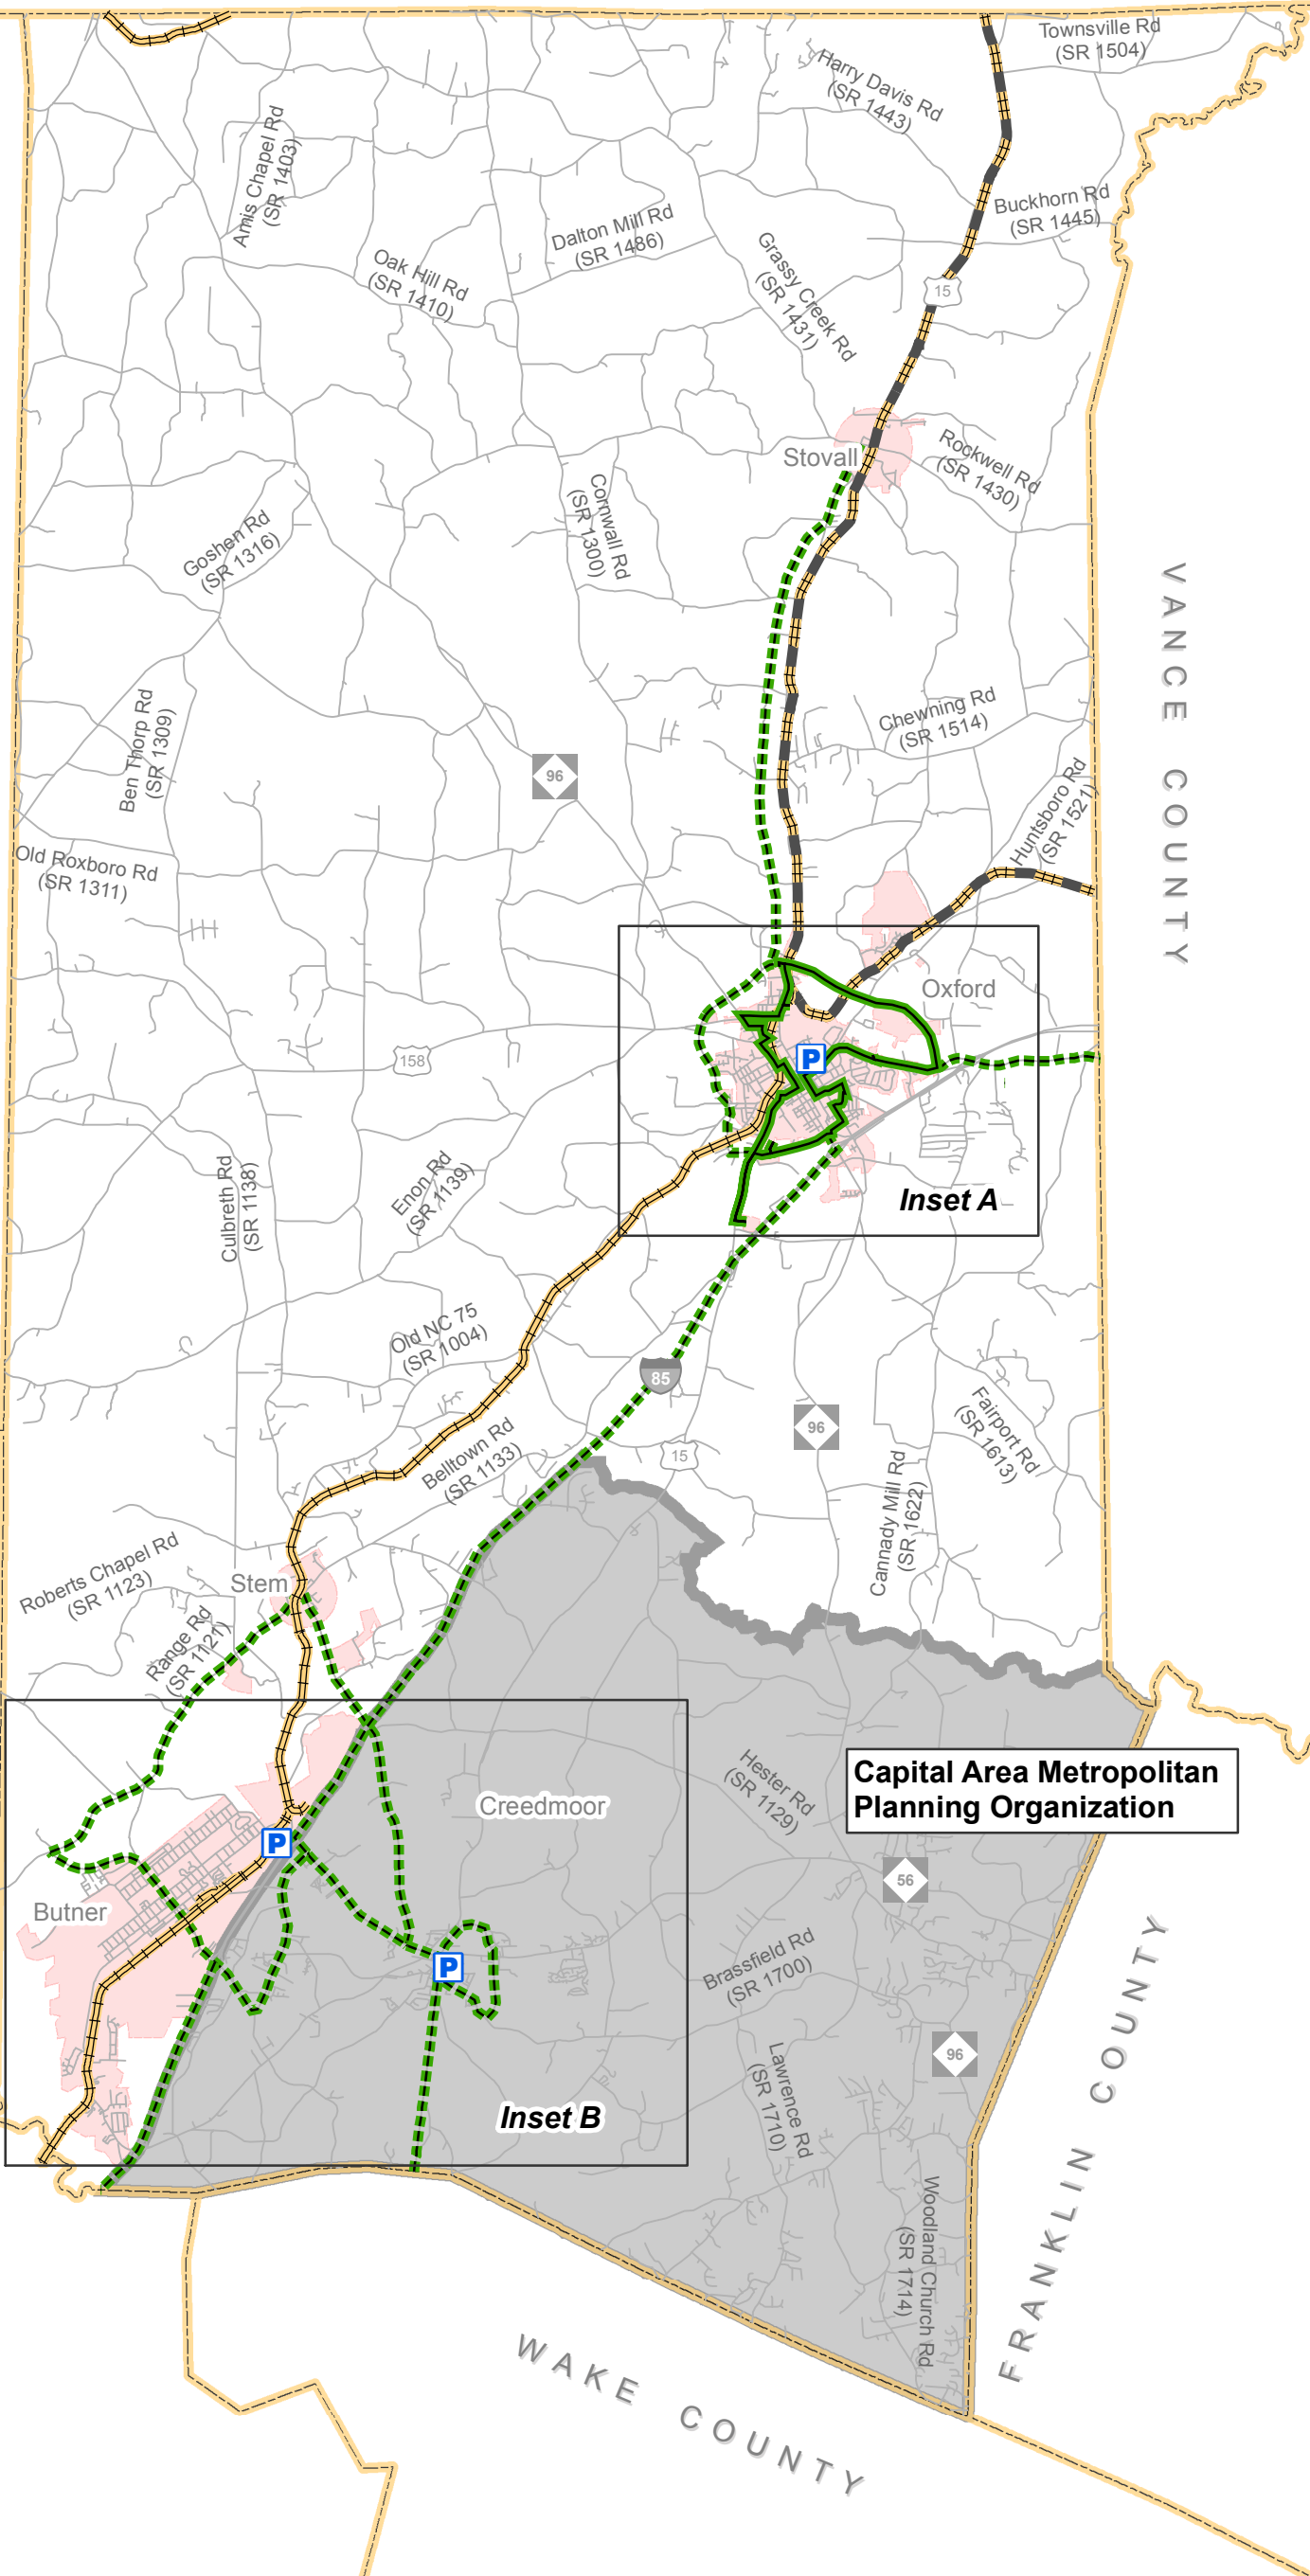 Townsville Rd
(SR 1504)
Harry Davis Rd
(SR 1443)
Amis Chapel Rd
(SR 1403)
Buckhorn Rd
(SR 1445)
Dalton Mill Rd
(SR 1486)
Grassy Creek Rd
(SR 1431)
Oak Hill Rd
(SR 1410)
15
Stovall
Rockwell Rd
(SR 1430)
Cornwall Rd
(SR 1300)
Goshen Rd
(SR 1316)
VANCE COUNTY
Ben Thorp Rd
(SR 1309)
Chewning Rd
(SR 1514)
96
Huntsboro Rd
(SR 1521)
Old Roxboro Rd
(SR 1311)
Oxford
158
P
Culbreth Rd
(SR 1138)
Enon Rd
(SR 1139)
Inset A
Old NC 75
(SR 1004)
85
96
Fairport Rd
(SR 1613)
Belltown Rd
(SR 1133)
15
Cannady Mill Rd
(SR 1622)
Roberts Chapel Rd
(SR 1123)
Stem
Range Rd
(SR 1121)
Hester Rd
(SR 1129)
Capital Area Metropolitan
Planning Organization
Creedmoor
P
56
Butner
P
Brassfield Rd
(SR 1700)
96
Lawrence Rd
(SR 1710)
Inset B
FRANKLIN COUNTY
Woodland Church Rd
(SR 1714)
WAKE COUNTY